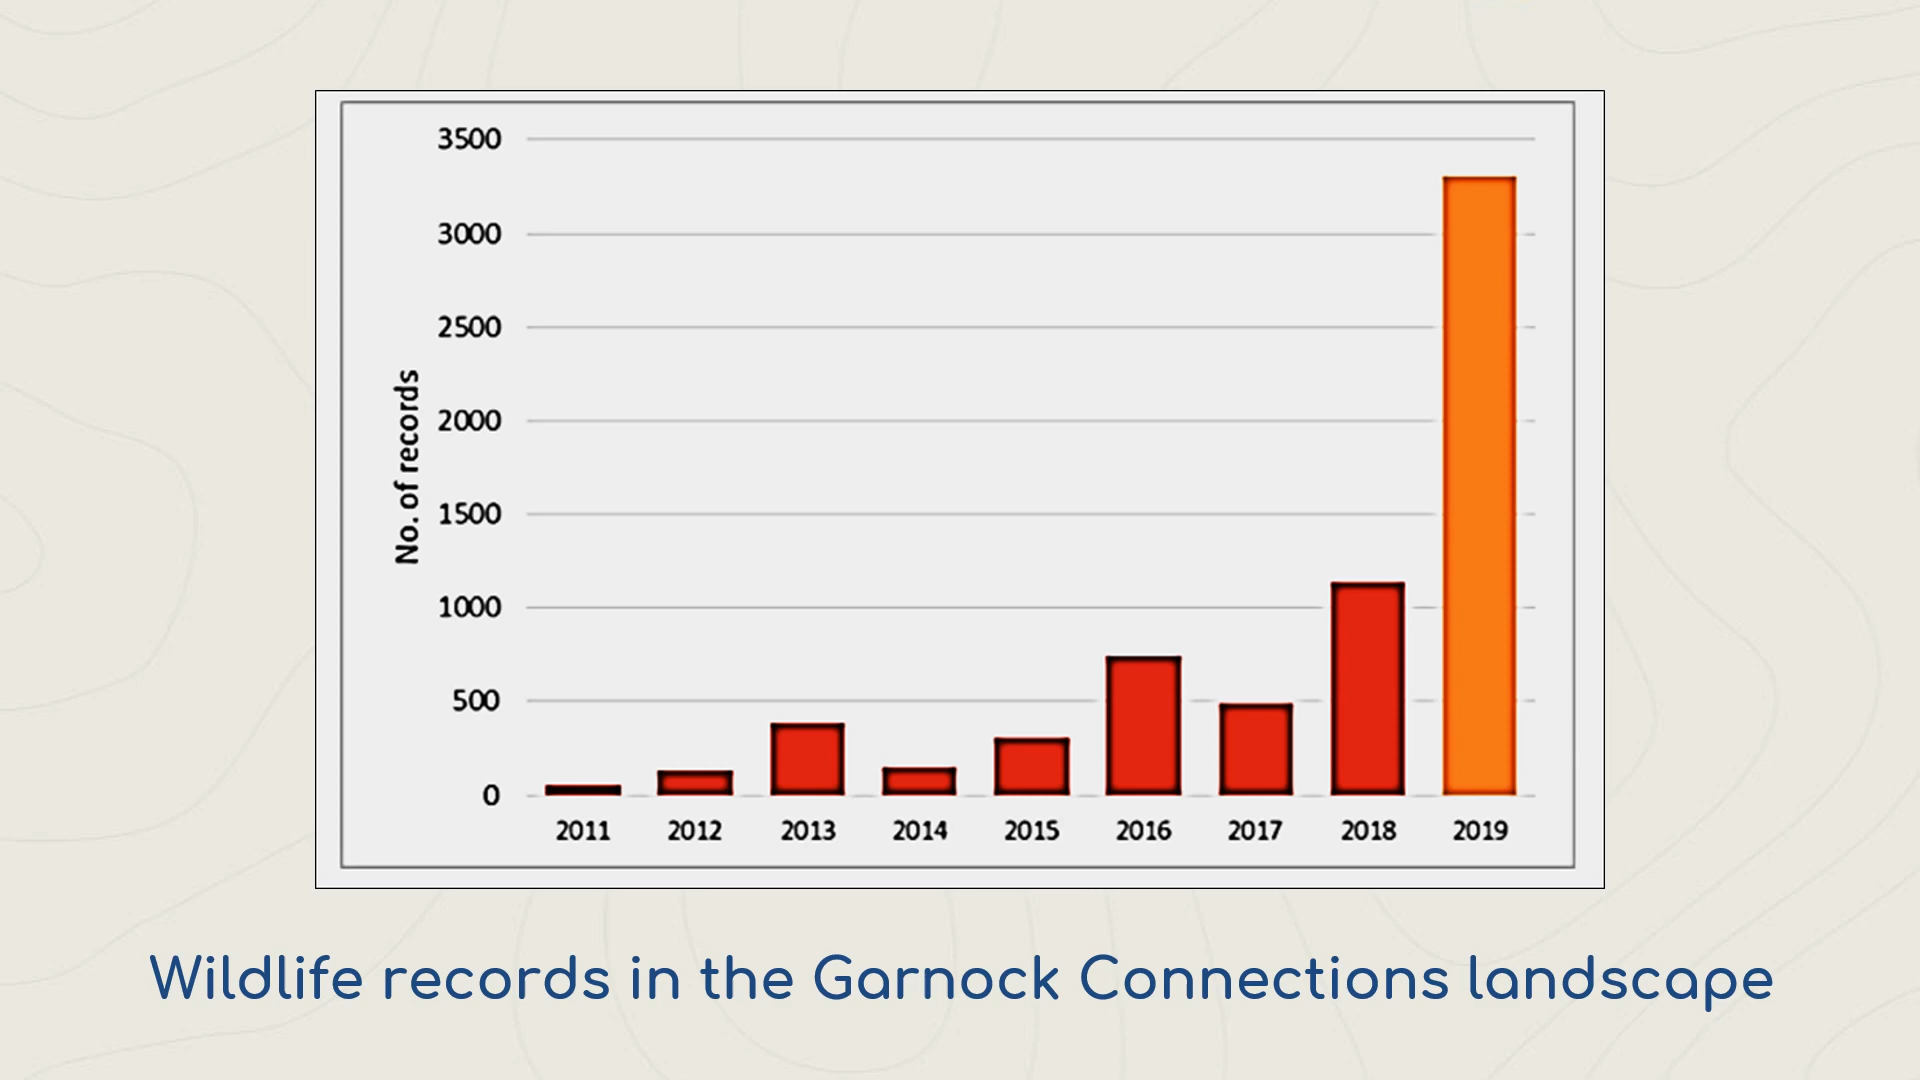 3500
3000
2500
2000
1500
1000
500
0
No. of records
2011 2012 2013 2014 2015 2016 2017 2018 2019
Wildlife records in the Garnock Connections landscape